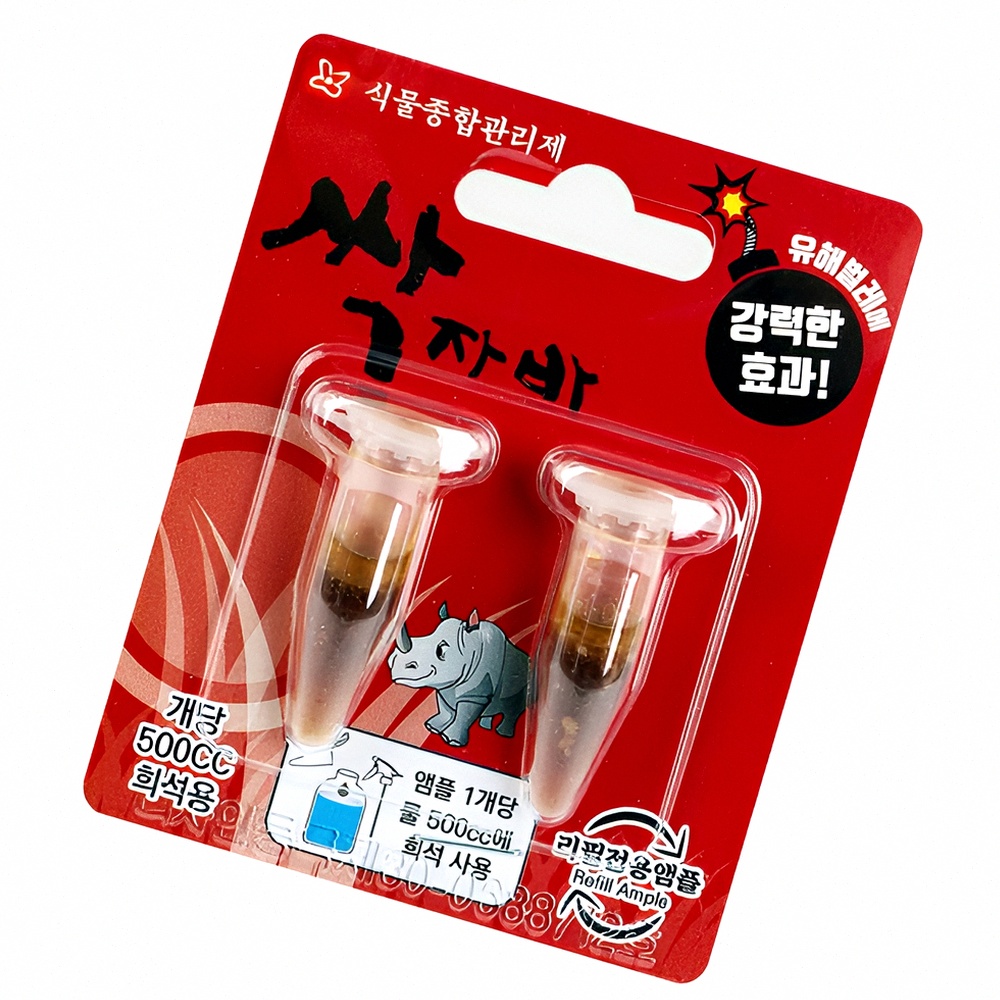 식물종합관리제
싹
자바
유해벌레에
강력한
효과!
개당
500CC
희석용
앰플 1개당
물 500cc에
희석 사용
리필전용앰플
Refill Ample